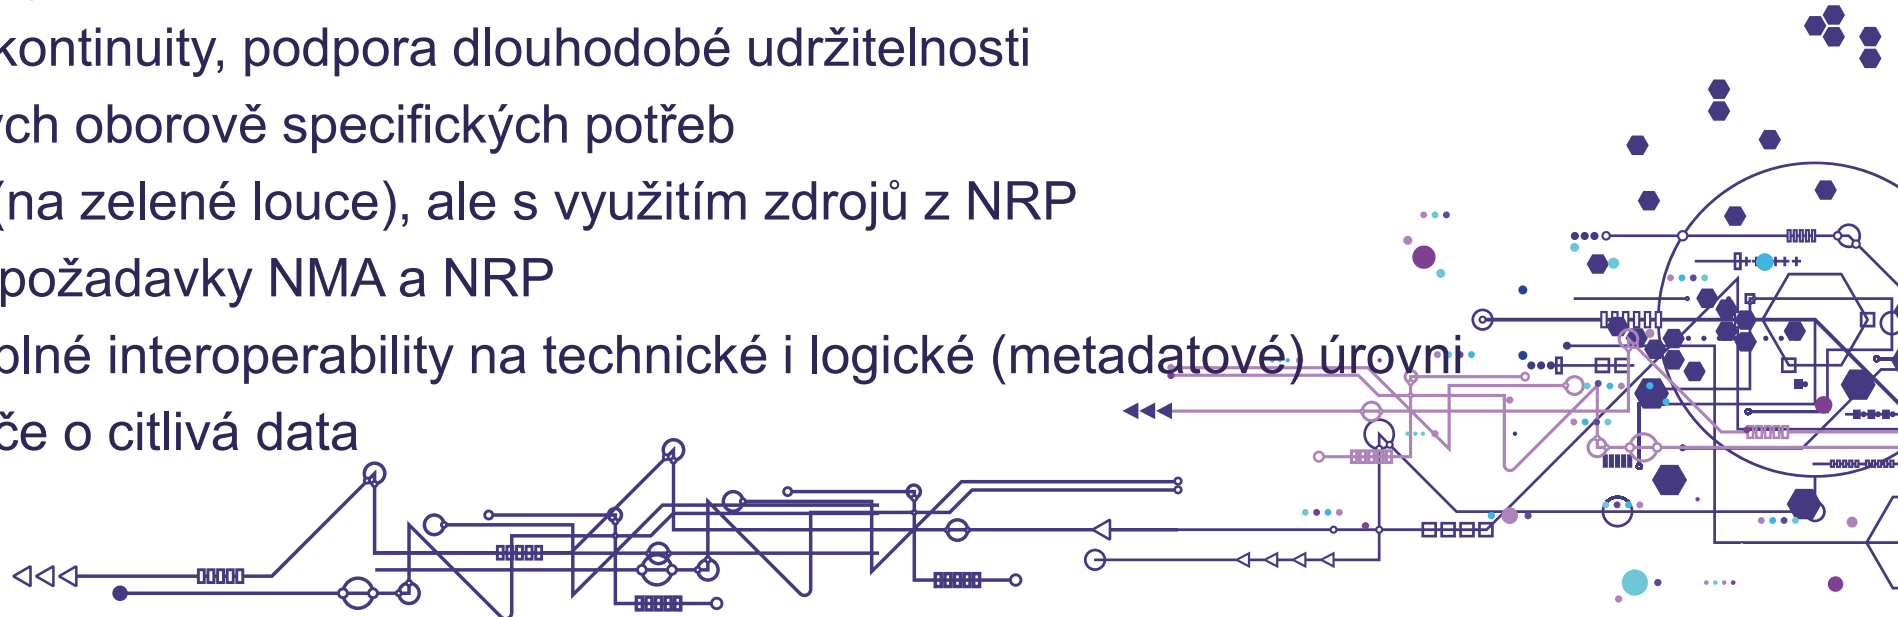 kontinuity, podpora dlouhodobé udržitelnosti
ých oborově specifických potřeb
(na zelené louce), ale s využitím zdrojů z NRP
požadavky NMA a NRP
plné interoperability na technické i logické (metadatové) úrovni
če o citlivá data